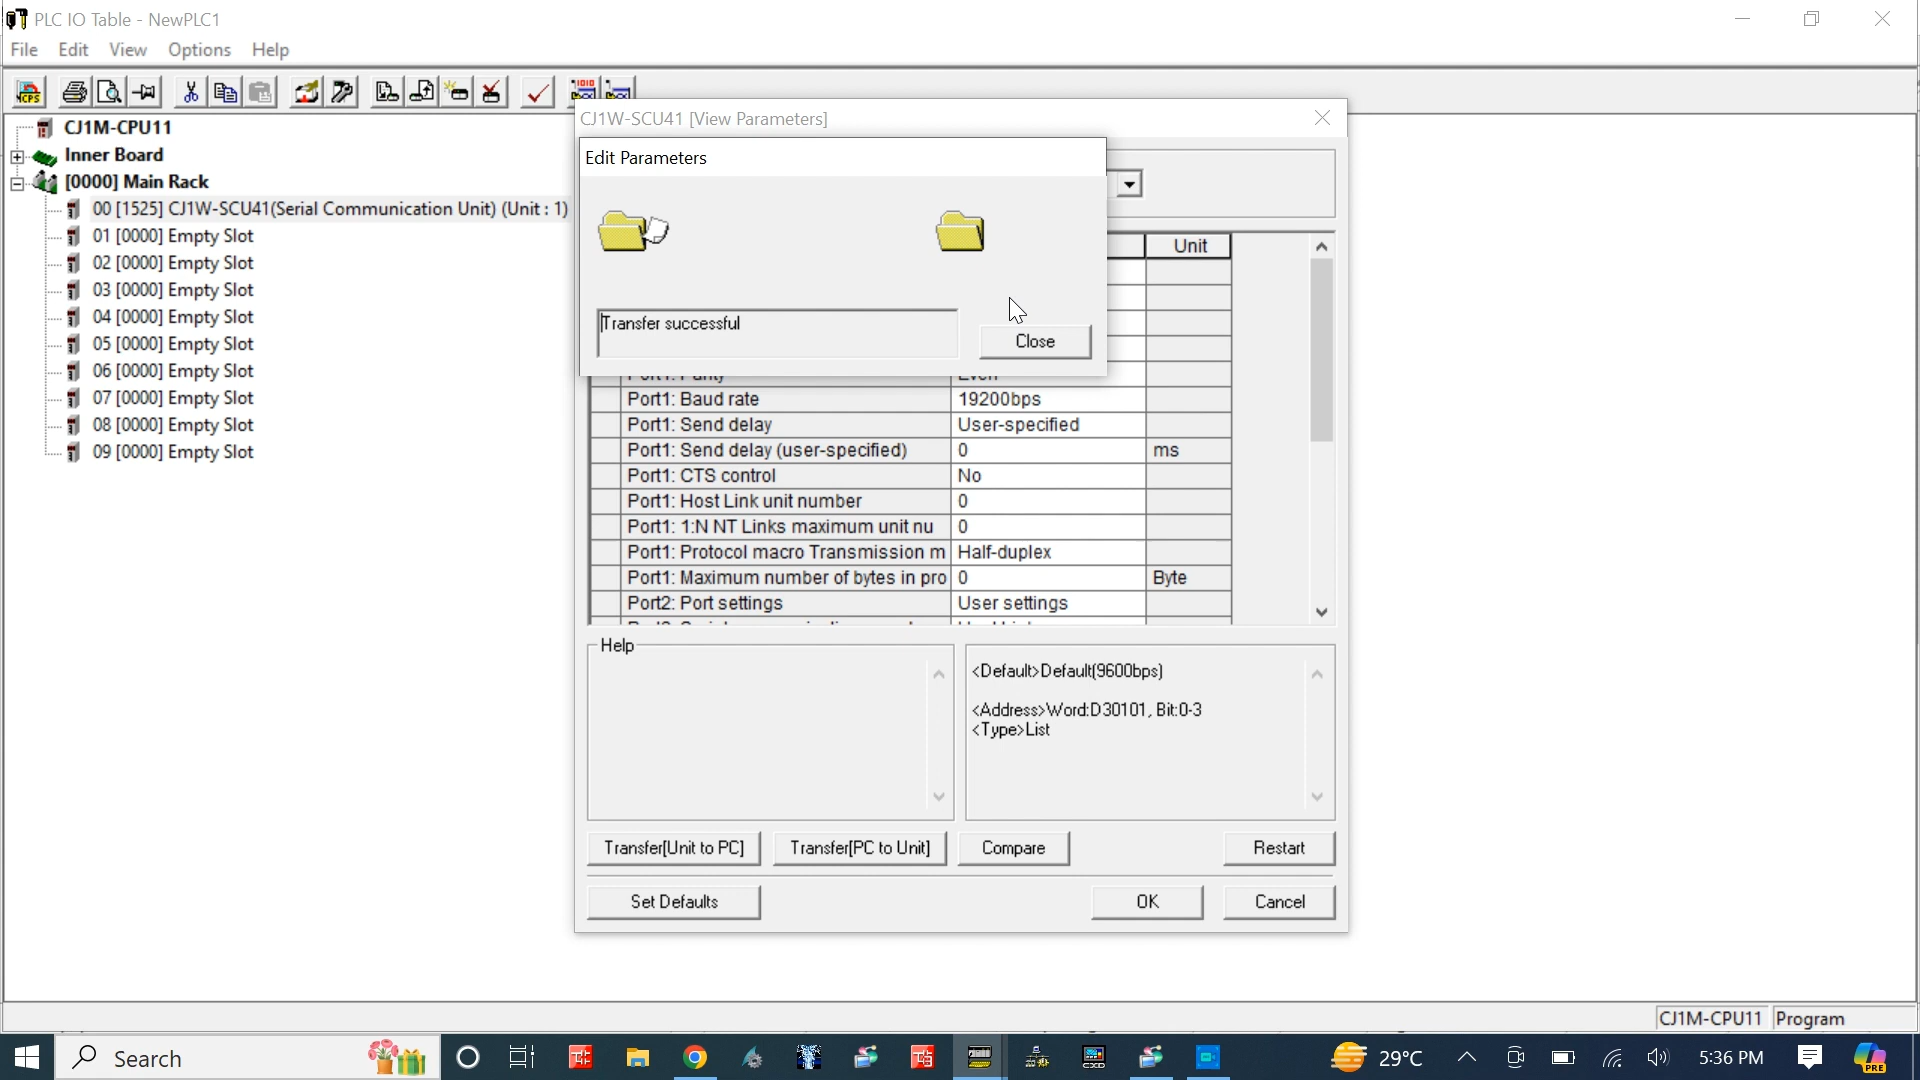 PLC IO Table - NewPLC1
File Edit View Options Help
CJ1M-CPU11
Inner Board
[0000] Main Rack
00 [1525] CJ1W-SCU41(Serial Communication Unit) (Unit : 1)
01 [0000] Empty Slot
02 [0000] Empty Slot
03 [0000] Empty Slot
04 [0000] Empty Slot
05 [0000] Empty Slot
06 [0000] Empty Slot
07 [0000] Empty Slot
08 [0000] Empty Slot
09 [0000] Empty Slot
CJ1W-SCU41 [View Parameters]
Edit Parameters
Transfer successful
Close
Unit
Port1: Baud rate 19200bps
Port1: Send delay User-specified
Port1: Send delay (user-specified) 0 ms
Port1: CTS control No
Port1: Host Link unit number 0
Port1: 1:N NT Links maximum unit nu 0
Port1: Protocol macro Transmission m Half-duplex
Port1: Maximum number of bytes in pro 0 Byte
Port2: Port settings User settings
Help
<Default>Default(9600bps)
<Address>Word:D30101, Bit:0-3
<Type>List
Transfer[Unit to PC] Transfer[PC to Unit] Compare Restart
Set Defaults OK Cancel
CJ1M-CPU11 Program
Search 29°C 5:36 PM